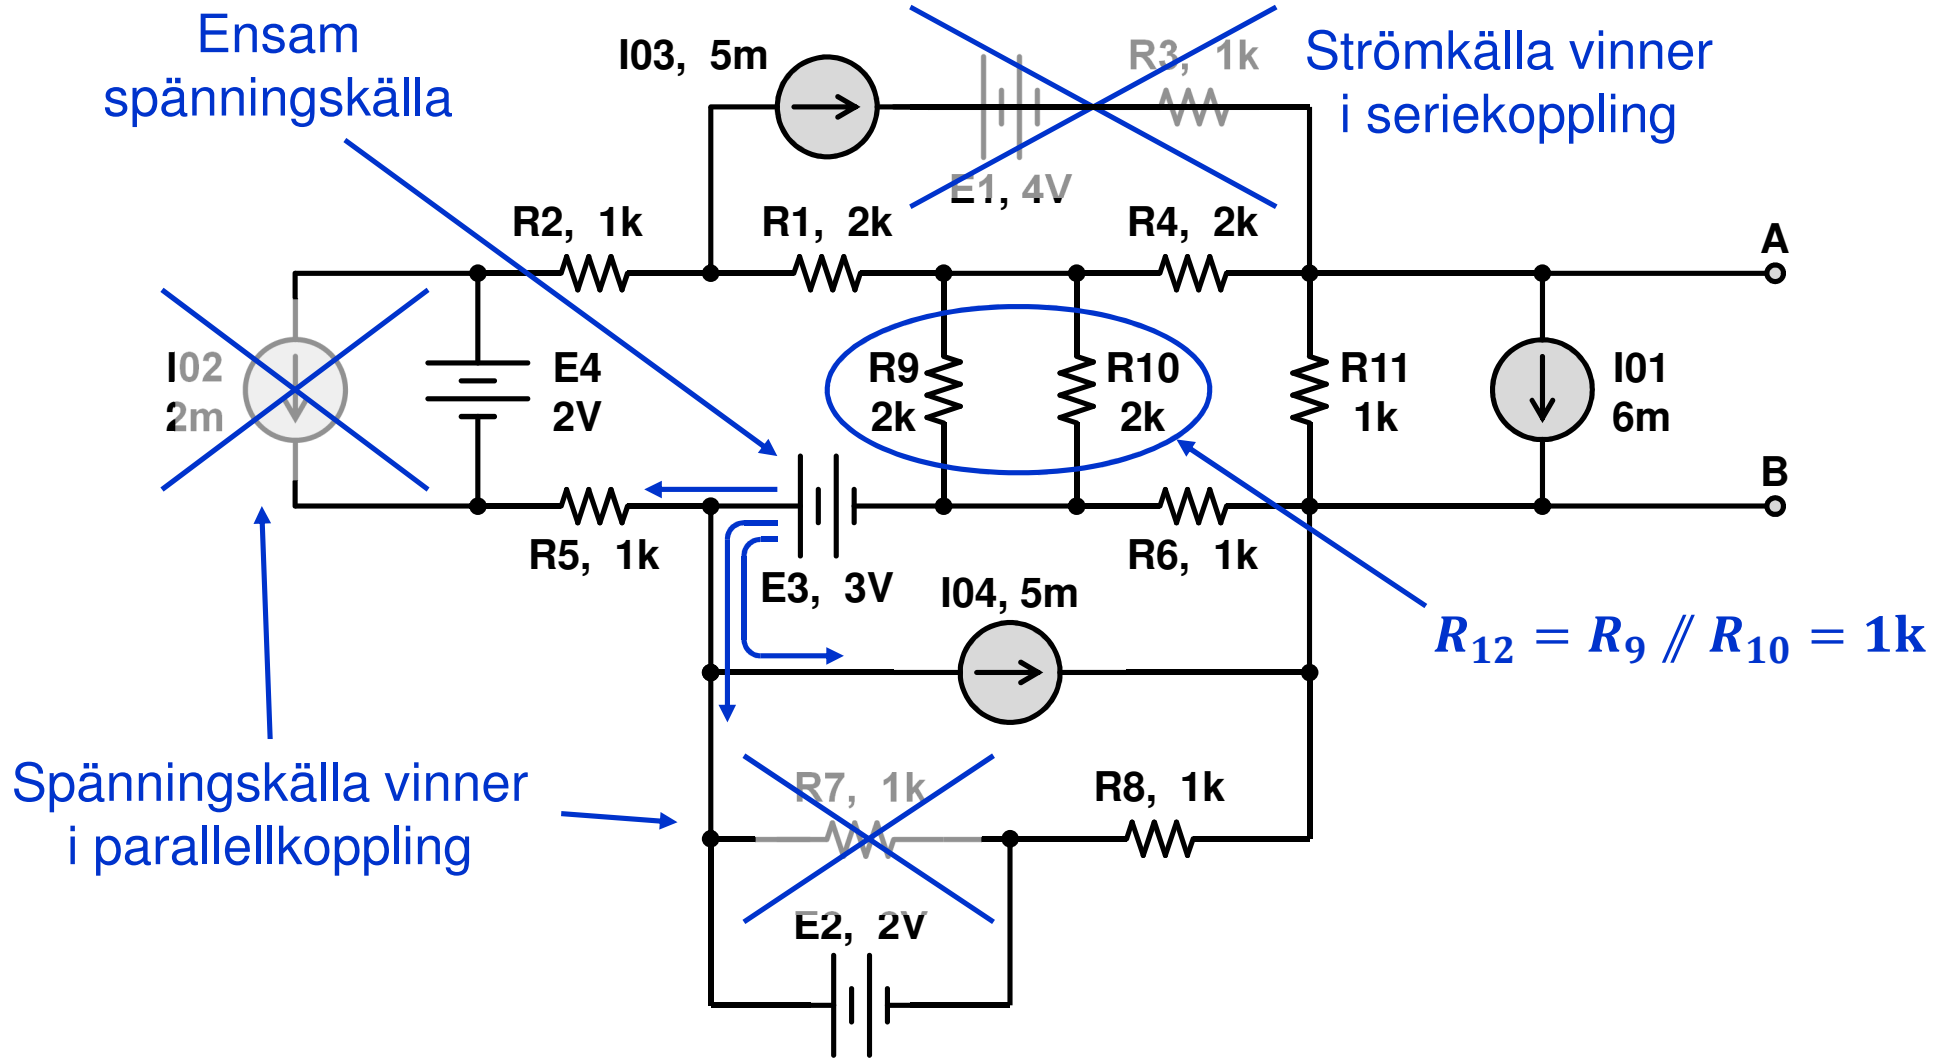 Ensam
spänningskälla
I03, 5m
R3, 1k
Strömkälla vinner
i seriekoppling
E1, 4V
R2, 1k
R1, 2k
R4, 2k
A
I02
2m
E4
2V
R9
2k
R10
2k
R11
1k
I01
6m
B
R5, 1k
E3, 3V
R6, 1k
I04, 5m
R₁₂ = R₉ // R₁₀ = 1k
Spänningskälla vinner
i parallellkoppling
R7, 1k
R8, 1k
E2, 2V